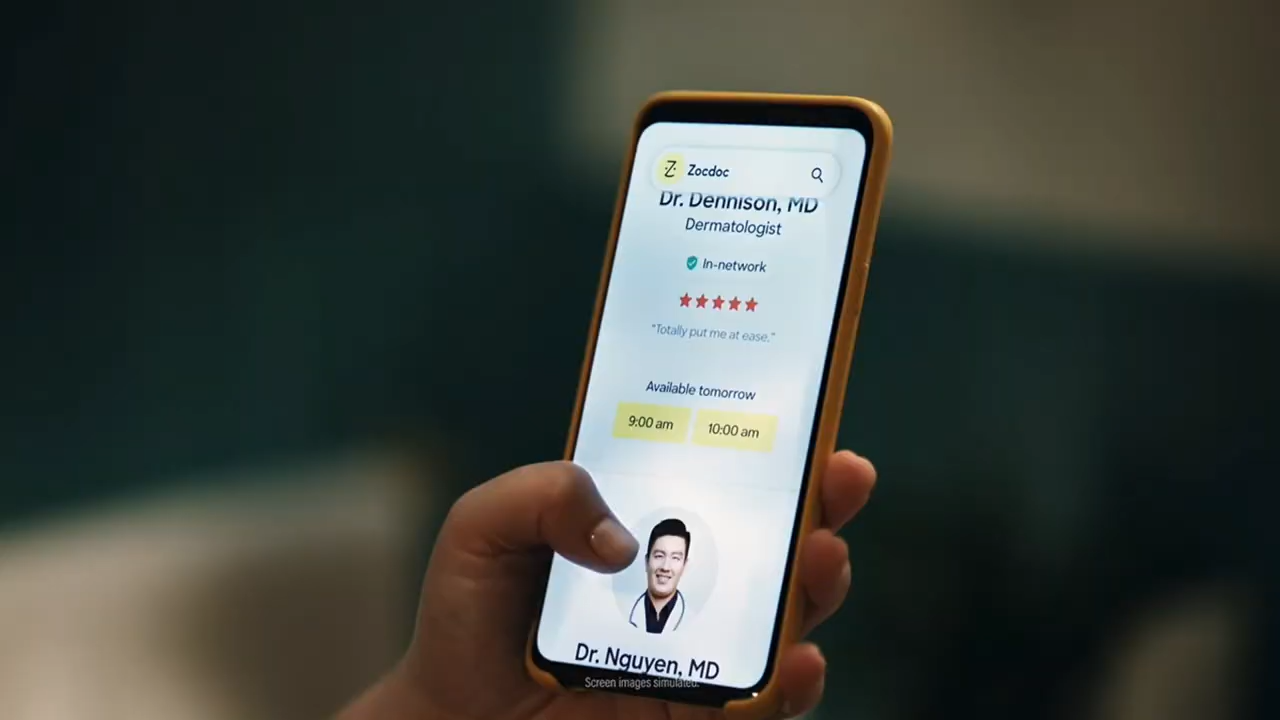 Zocdoc
Dr. Dennison, MD
Dermatologist
In-network
"Totally put me at ease."
Available tomorrow
9:00 am 10:00 am
Dr. Nguyen, MD
Screen images simulated.